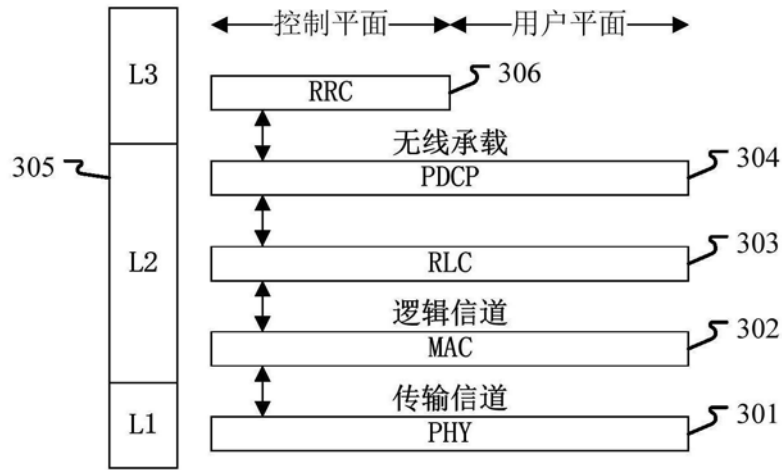 控制平面 用户平面
L3
RRC
306
无线承载
305
PDCP
304
L2
RLC
303
逻辑信道
MAC
302
传输信道
L1
PHY
301